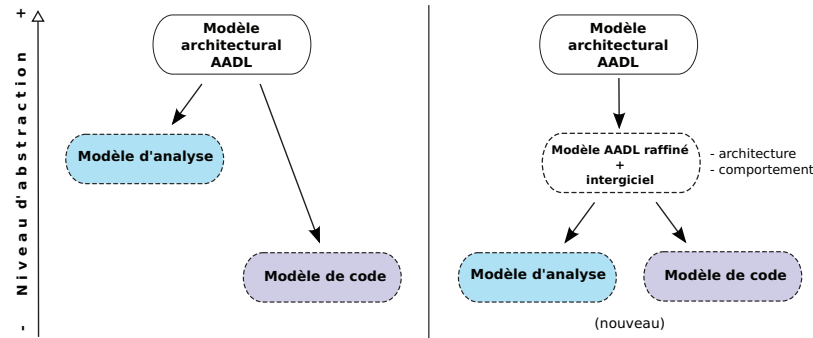 +
- Niveau d'abstraction
Modèle
architectural
AADL
Modèle d'analyse
Modèle de code
Modèle
architectural
AADL
Modèle AADL raffiné
+
intergiciel
- architecture
- comportement
Modèle d'analyse
Modèle de code
(nouveau)